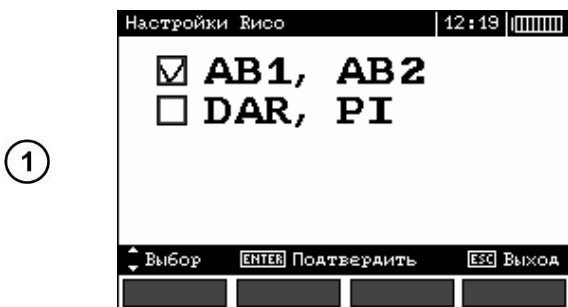 Настройки Rисо 12:19
AB1, AB2
DAR, PI
1
Выбор ENTER Подтвердить ESC Выход